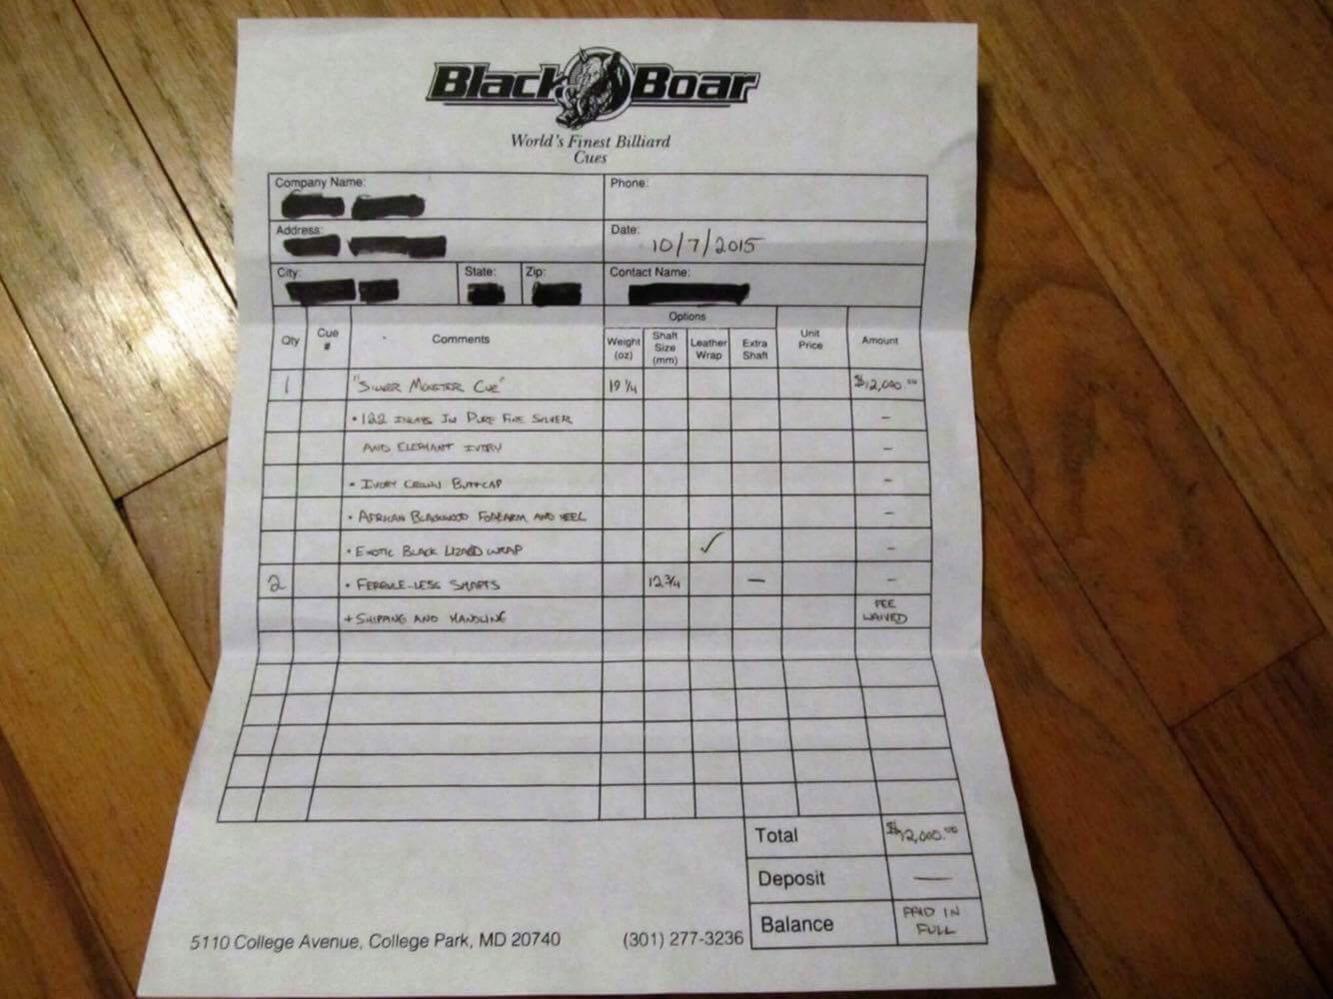 Black Boar
World's Finest Billiard
Cues
Company Name:
Phone:
Address:
Date: 10/7/2015
City:
State:
Zip:
Contact Name:
Options
Qty
Cue
#
Comments
Weight
(oz)
Shaft
Size
(mm)
Leather
Wrap
Extra
Shaft
Unit
Price
Amount
1 "SILVER MONSTER CUE" 19 1/4 $12,000.00
• 122 INLAYS IN PURE FINE SILVER -
AND ELEPHANT IVORY -
• IVORY CROWN BUTTCAP -
• AFRICAN BLACKWOOD FOREARM AND HEEL -
• EXOTIC BLACK LIZARD WRAP ✓ -
2 • FERRULE-LESS SHAFTS 12 3/4 — -
+ SHIPPING AND HANDLING FEE
WAIVED
Total $12,000.00
Deposit —
Balance PAID IN
FULL
5110 College Avenue, College Park, MD 20740 (301) 277-3236